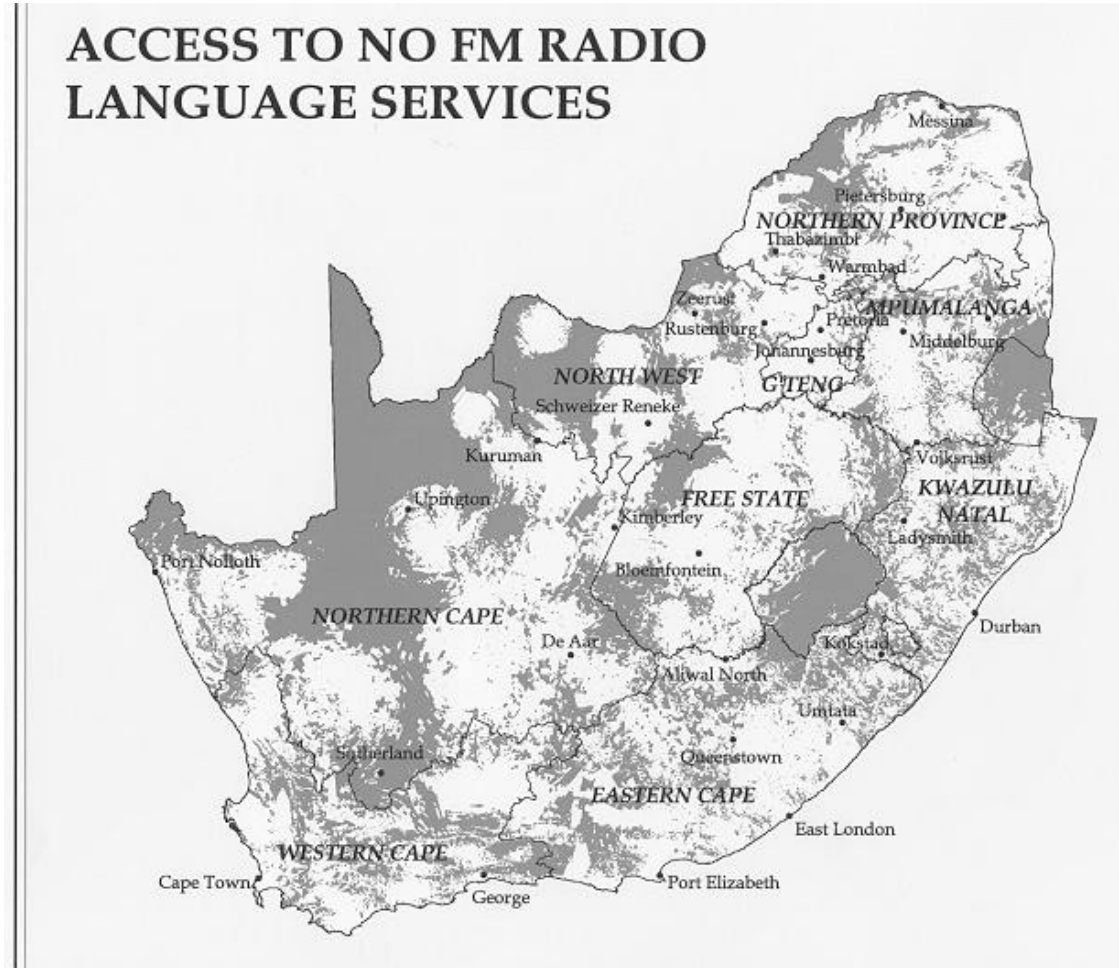 ACCESS TO NO FM RADIO
LANGUAGE SERVICES
Messina
Pietersburg
NORTHERN PROVINCE
Thabazimbi
Warmbad
Zeerust
MPUMALANGA
Rustenburg
Pretoria
Middelburg
Johannesburg
NORTH WEST
G'TENG
Schweizer Reneke
Kuruman
Volksrust
Upington
FREE STATE
KWAZULU
NATAL
Kimberley
Ladysmith
Port Nolloth
Bloemfontein
NORTHERN CAPE
Durban
De Aar
Kokstad
Aliwal North
Umtata
Sutherland
Queenstown
EASTERN CAPE
East London
WESTERN CAPE
Cape Town
George
Port Elizabeth